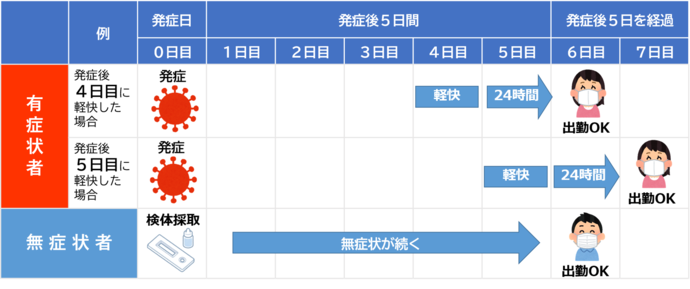 例
発症日
発症後５日間
発症後５日を経過
０日目
１日目
２日目
３日目
４日目
５日目
６日目
７日目
有症状者
発症後
４日目に
軽快した
場合
発症
軽快
24時間
出勤OK
発症後
５日目に
軽快した
場合
発症
軽快
24時間
出勤OK
無症状者
検体採取
無症状が続く
出勤OK